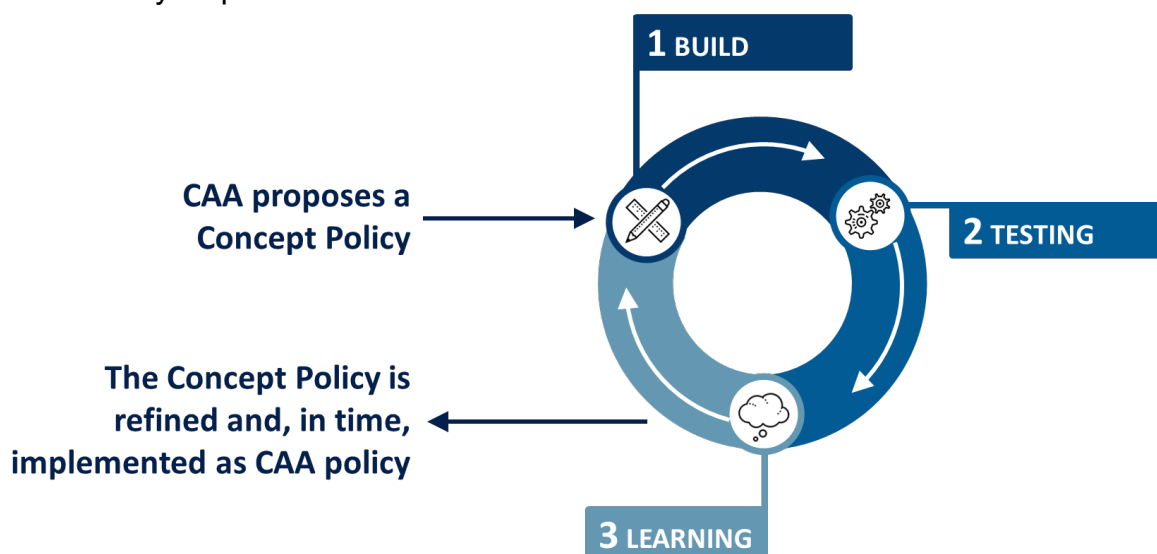 1 BUILD
CAA proposes a
Concept Policy
2 TESTING
The Concept Policy is
refined and, in time,
implemented as CAA policy
3 LEARNING